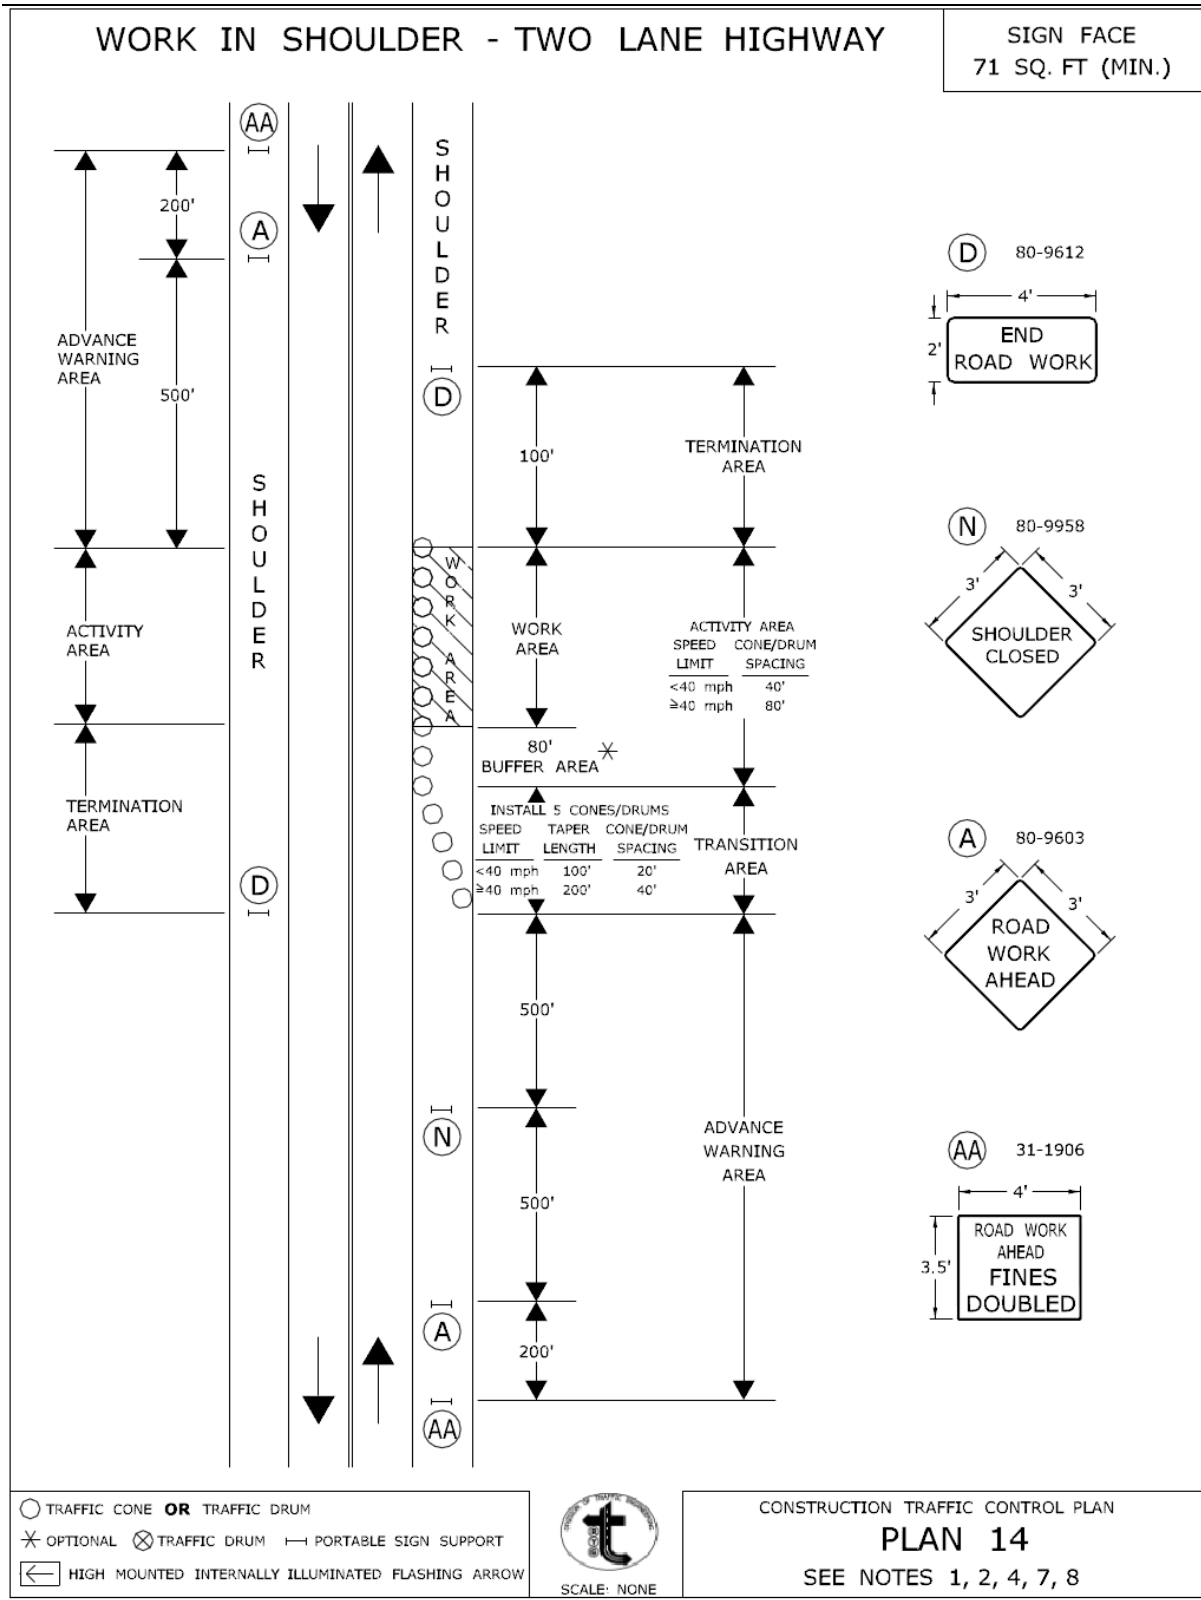 WORK IN SHOULDER - TWO LANE HIGHWAY
SIGN FACE
71 SQ. FT (MIN.)
AA
200'
A
ADVANCE
WARNING
AREA
500'
SHOULDER
ACTIVITY
AREA
TERMINATION
AREA
D
SHOULDER
D
100'
TERMINATION
AREA
WORK AREA
WORK
AREA
ACTIVITY AREA
SPEED CONE/DRUM
LIMIT SPACING
<40 mph 40'
≥40 mph 80'
80'
BUFFER AREA
INSTALL 5 CONES/DRUMS
SPEED TAPER CONE/DRUM
LIMIT LENGTH SPACING
<40 mph 100' 20'
≥40 mph 200' 40'
TRANSITION
AREA
500'
N
500'
ADVANCE
WARNING
AREA
A
200'
AA
D 80-9612
4'
2'
END
ROAD WORK
N 80-9958
3' 3'
SHOULDER
CLOSED
A 80-9603
3' 3'
ROAD
WORK
AHEAD
AA 31-1906
4'
3.5'
ROAD WORK
AHEAD
FINES
DOUBLED
TRAFFIC CONE OR TRAFFIC DRUM
OPTIONAL TRAFFIC DRUM PORTABLE SIGN SUPPORT
HIGH MOUNTED INTERNALLY ILLUMINATED FLASHING ARROW
t
SCALE: NONE
CONSTRUCTION TRAFFIC CONTROL PLAN
PLAN 14
SEE NOTES 1, 2, 4, 7, 8